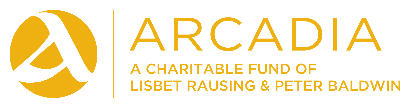 ARCADIA
A CHARITABLE FUND OF
LISBET RAUSING & PETER BALDWIN